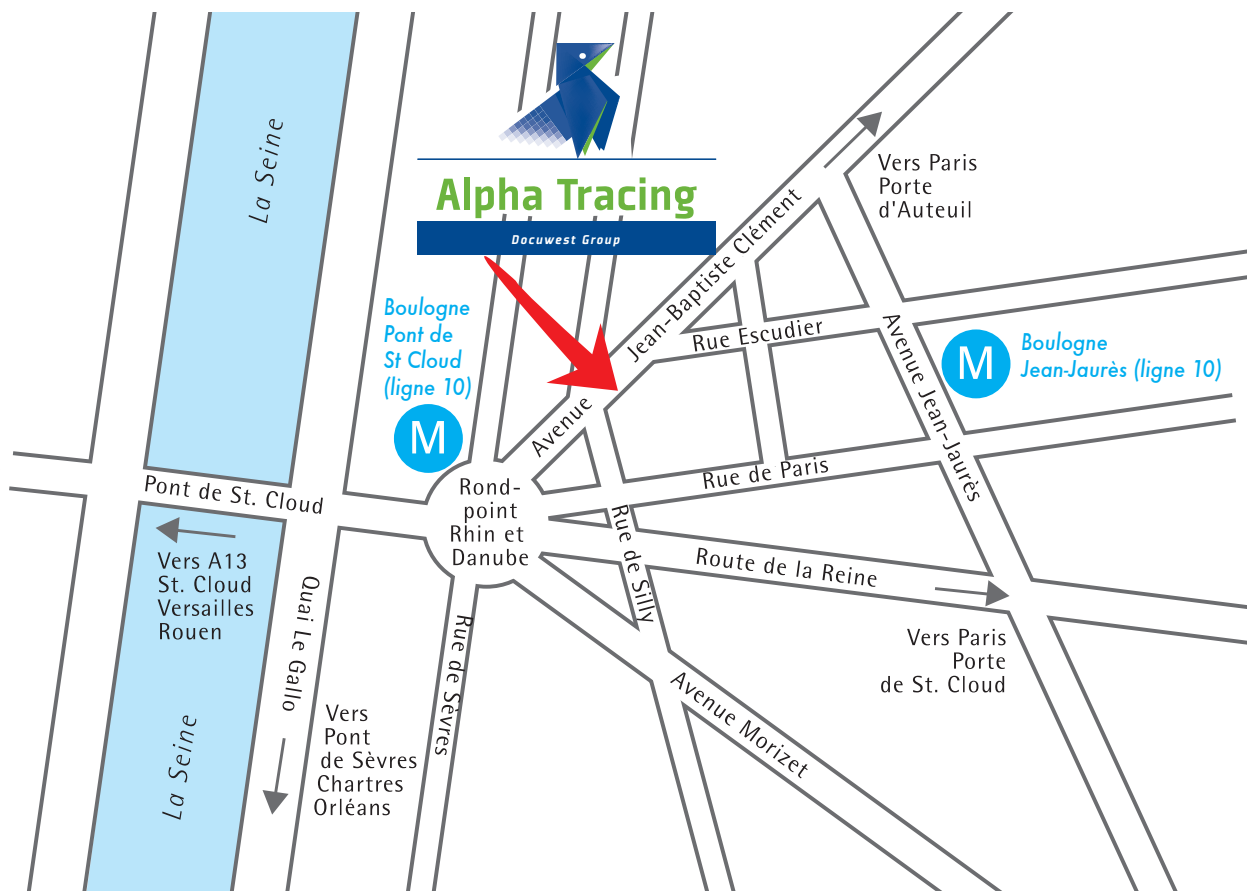 La Seine
Alpha Tracing
Docuwest Group
Vers Paris
Porte
d'Auteuil
Avenue Jean-Baptiste Clément
Boulogne
Pont de
St Cloud
(ligne 10)
M
Rue Escudier
M
Boulogne
Jean-Jaurès (ligne 10)
Avenue Jean-Jaurès
Rue de Paris
Pont de St. Cloud
Rond-
point
Rhin et
Danube
Rue de Silly
Route de la Reine
Vers A13
St. Cloud
Versailles
Rouen
Quai Le Gallo
Rue de Sèvres
Vers Paris
Porte
de St. Cloud
Avenue Morizet
La Seine
Vers
Pont
de Sèvres
Chartres
Orléans